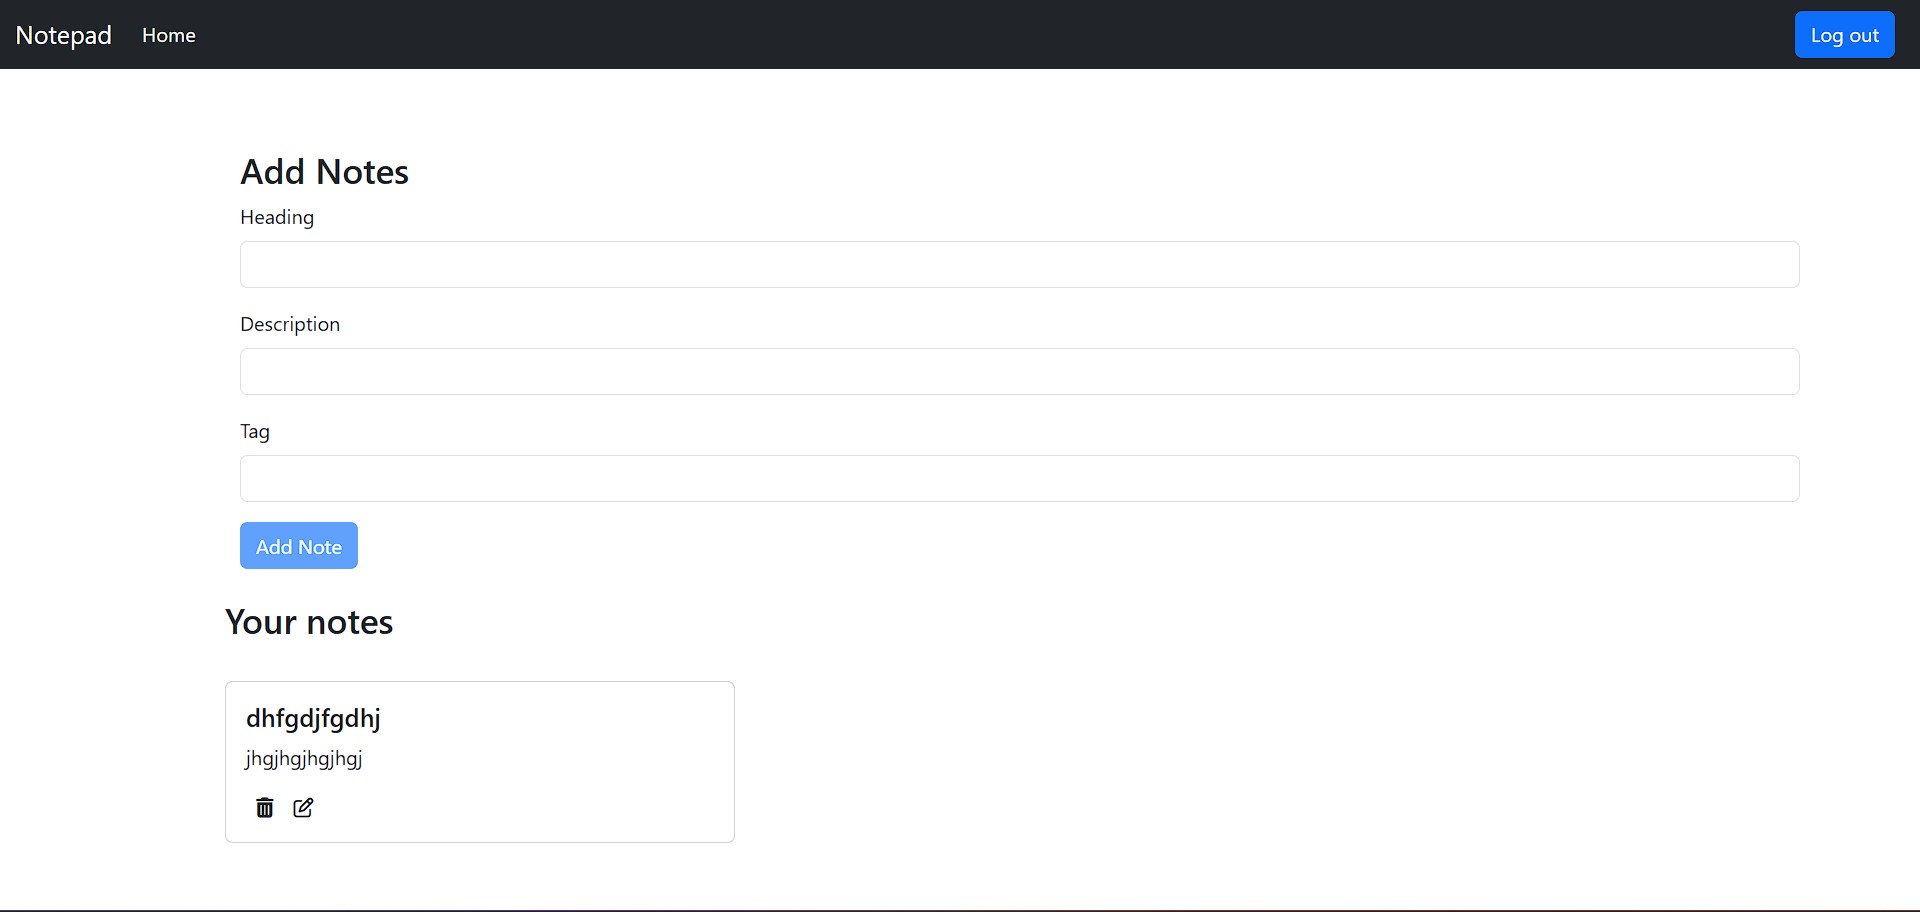 Notepad Home Log out
Add Notes
Heading
Description
Tag
Add Note
Your notes
dhfgdjfgdhj
jhgjhgjhgjhgj